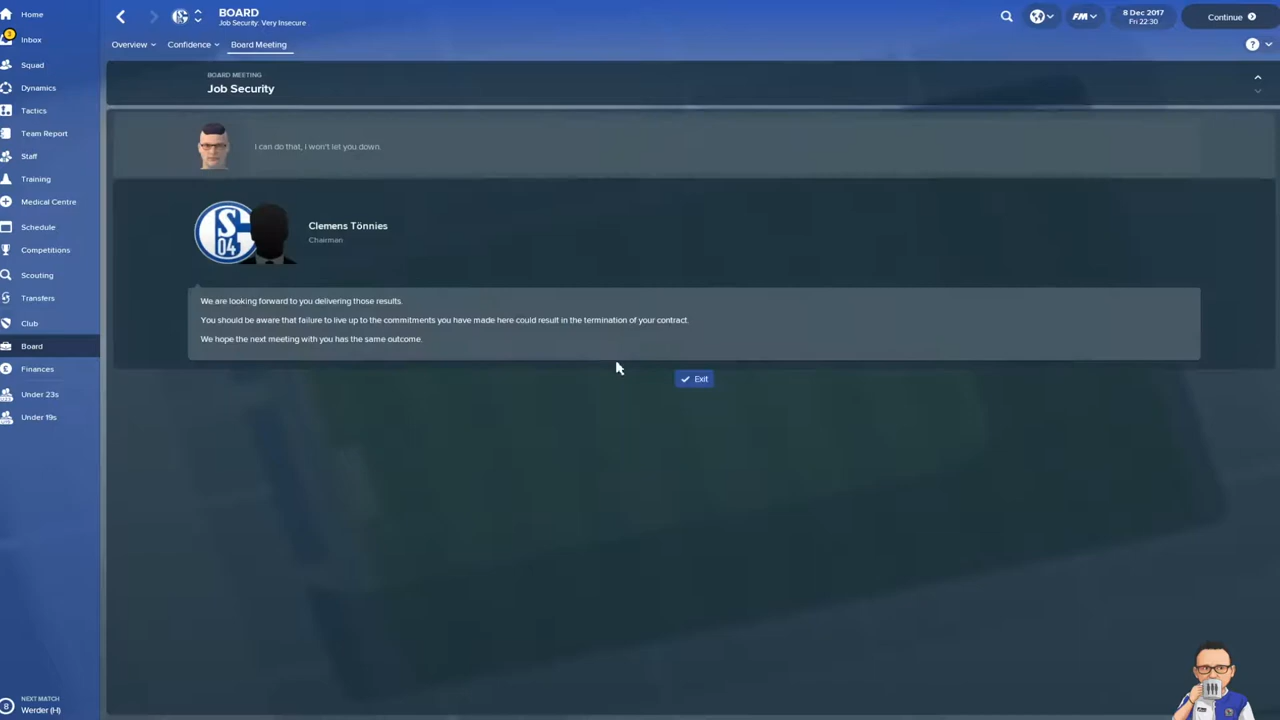 Home
Inbox
3
Squad
Dynamics
Tactics
Team Report
Staff
Training
Medical Centre
Schedule
Competitions
Scouting
Transfers
Club
Board
Finances
Under 23s
Under 19s
NEXT MATCH
8
Werder (H)
BOARD
Job Security: Very Insecure
FM
8 Dec 2017
Fri 22:30
Continue
Overview
Confidence
Board Meeting
?
BOARD MEETING
Job Security
I can do that, I won't let you down.
S
04
Clemens Tönnies
Chairman
We are looking forward to you delivering those results.
You should be aware that failure to live up to the commitments you have made here could result in the termination of your contract.
We hope the next meeting with you has the same outcome.
Exit